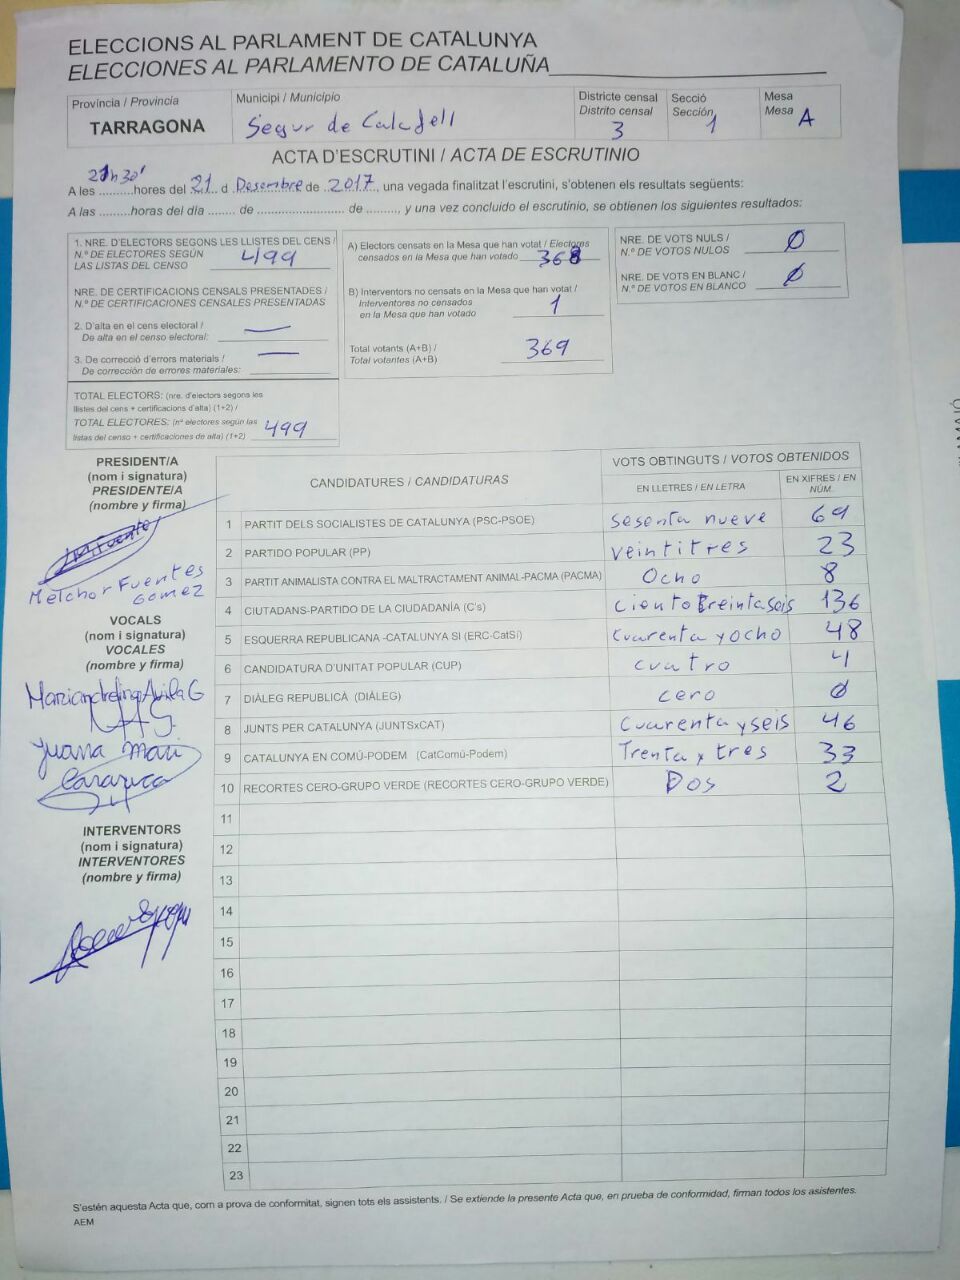 ELECCIONS AL PARLAMENT DE CATALUNYA
ELECCIONES AL PARLAMENTO DE CATALUÑA
Província / Provincia
TARRAGONA
Municipi / Municipio
Segur de Calafell
Districte censal
Distrito censal
3
Secció
Sección
1
Mesa
Mesa A
ACTA D'ESCRUTINI / ACTA DE ESCRUTINIO
21h 30'
A les ..........hores del 21 d Desembre de 2017, una vegada finalitzat l'escrutini, s'obtenen els resultats següents:
A las .........horas del día ........ de .......................... de ........., y una vez concluido el escrutinio, se obtienen los siguientes resultados:
1. NRE. D'ELECTORS SEGONS LES LLISTES DEL CENS /
N.º DE ELECTORES SEGÚN
LAS LISTAS DEL CENSO 499
NRE. DE CERTIFICACIONS CENSALS PRESENTADES /
N.º DE CERTIFICACIONES CENSALES PRESENTADAS
2. D'alta en el cens electoral /
De alta en el censo electoral: —
3. De correcció d'errors materials /
De corrección de errores materiales: —
TOTAL ELECTORS: (nre. d'electors segons les
llistes del cens + certificacions d'alta) (1+2) /
TOTAL ELECTORES: (nº electores según las
listas del censo + certificaciones de alta) (1+2) 499
A) Electors censats en la Mesa que han votat / Electores
censados en la Mesa que han votado 368
B) Interventors no censats en la Mesa que han votat /
Interventores no censados
en la Mesa que han votado 1
Total votants (A+B) /
Total votantes (A+B) 369
NRE. DE VOTS NULS /
N.º DE VOTOS NULOS 0
NRE. DE VOTS EN BLANC /
N.º DE VOTOS EN BLANCO 0
PRESIDENT/A
(nom i signatura)
PRESIDENTE/A
(nombre y firma)
Melchor Fuentes
Gomez
VOCALS
(nom i signatura)
VOCALES
(nombre y firma)
Juana Mari
INTERVENTORS
(nom i signatura)
INTERVENTORES
(nombre y firma)
CANDIDATURES / CANDIDATURAS
VOTS OBTINGUTS / VOTOS OBTENIDOS
EN LLETRES / EN LETRA
EN XIFRES / EN
NÚM.
1 PARTIT DELS SOCIALISTES DE CATALUNYA (PSC-PSOE) sesenta nueve 69
2 PARTIDO POPULAR (PP) veintitres 23
3 PARTIT ANIMALISTA CONTRA EL MALTRACTAMENT ANIMAL-PACMA (PACMA) Ocho 8
4 CIUTADANS-PARTIDO DE LA CIUDADANÍA (C's) ciento treinta seis 136
5 ESQUERRA REPUBLICANA -CATALUNYA SI (ERC-CatSí) Cuarenta y ocho 48
6 CANDIDATURA D'UNITAT POPULAR (CUP) cuatro 4
7 DIÀLEG REPUBLICÀ (DIÀLEG) cero 0
8 JUNTS PER CATALUNYA (JUNTSxCAT) Cuarenta y seis 46
9 CATALUNYA EN COMÚ-PODEM (CatComú-Podem) Trenta y tres 33
10 RECORTES CERO-GRUPO VERDE (RECORTES CERO-GRUPO VERDE) Dos 2
11
12
13
14
15
16
17
18
19
20
21
22
23
S'estén aquesta Acta que, com a prova de conformitat, signen tots els assistents. / Se extiende la presente Acta que, en prueba de conformidad, firman todos los asistentes.
AEM